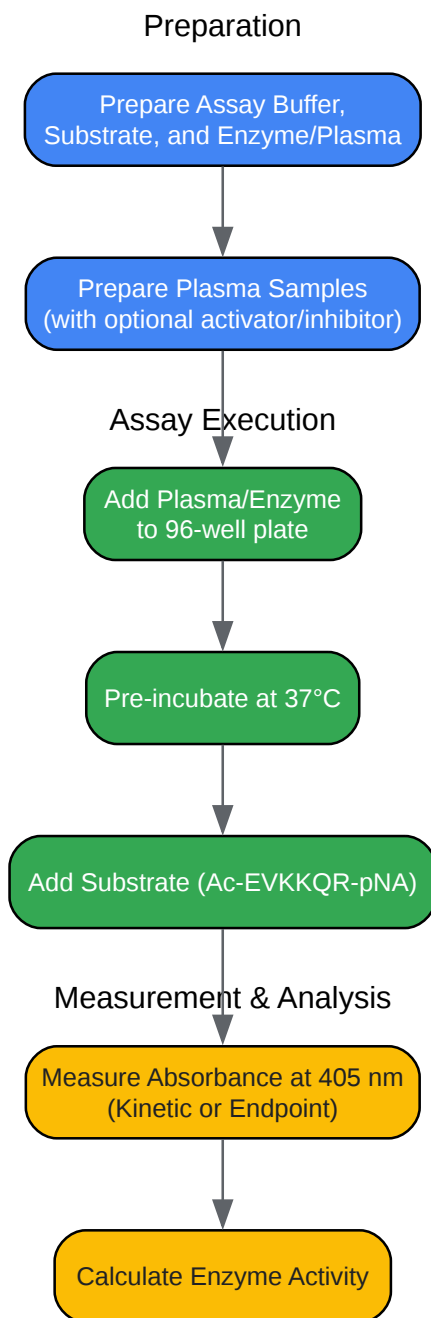 Preparation
Prepare Assay Buffer,
Substrate, and Enzyme/Plasma
Prepare Plasma Samples
(with optional activator/inhibitor)
Assay Execution
Add Plasma/Enzyme
to 96-well plate
Pre-incubate at 37°C
Add Substrate (Ac-EVKKQR-pNA)
Measurement & Analysis
Measure Absorbance at 405 nm
(Kinetic or Endpoint)
Calculate Enzyme Activity